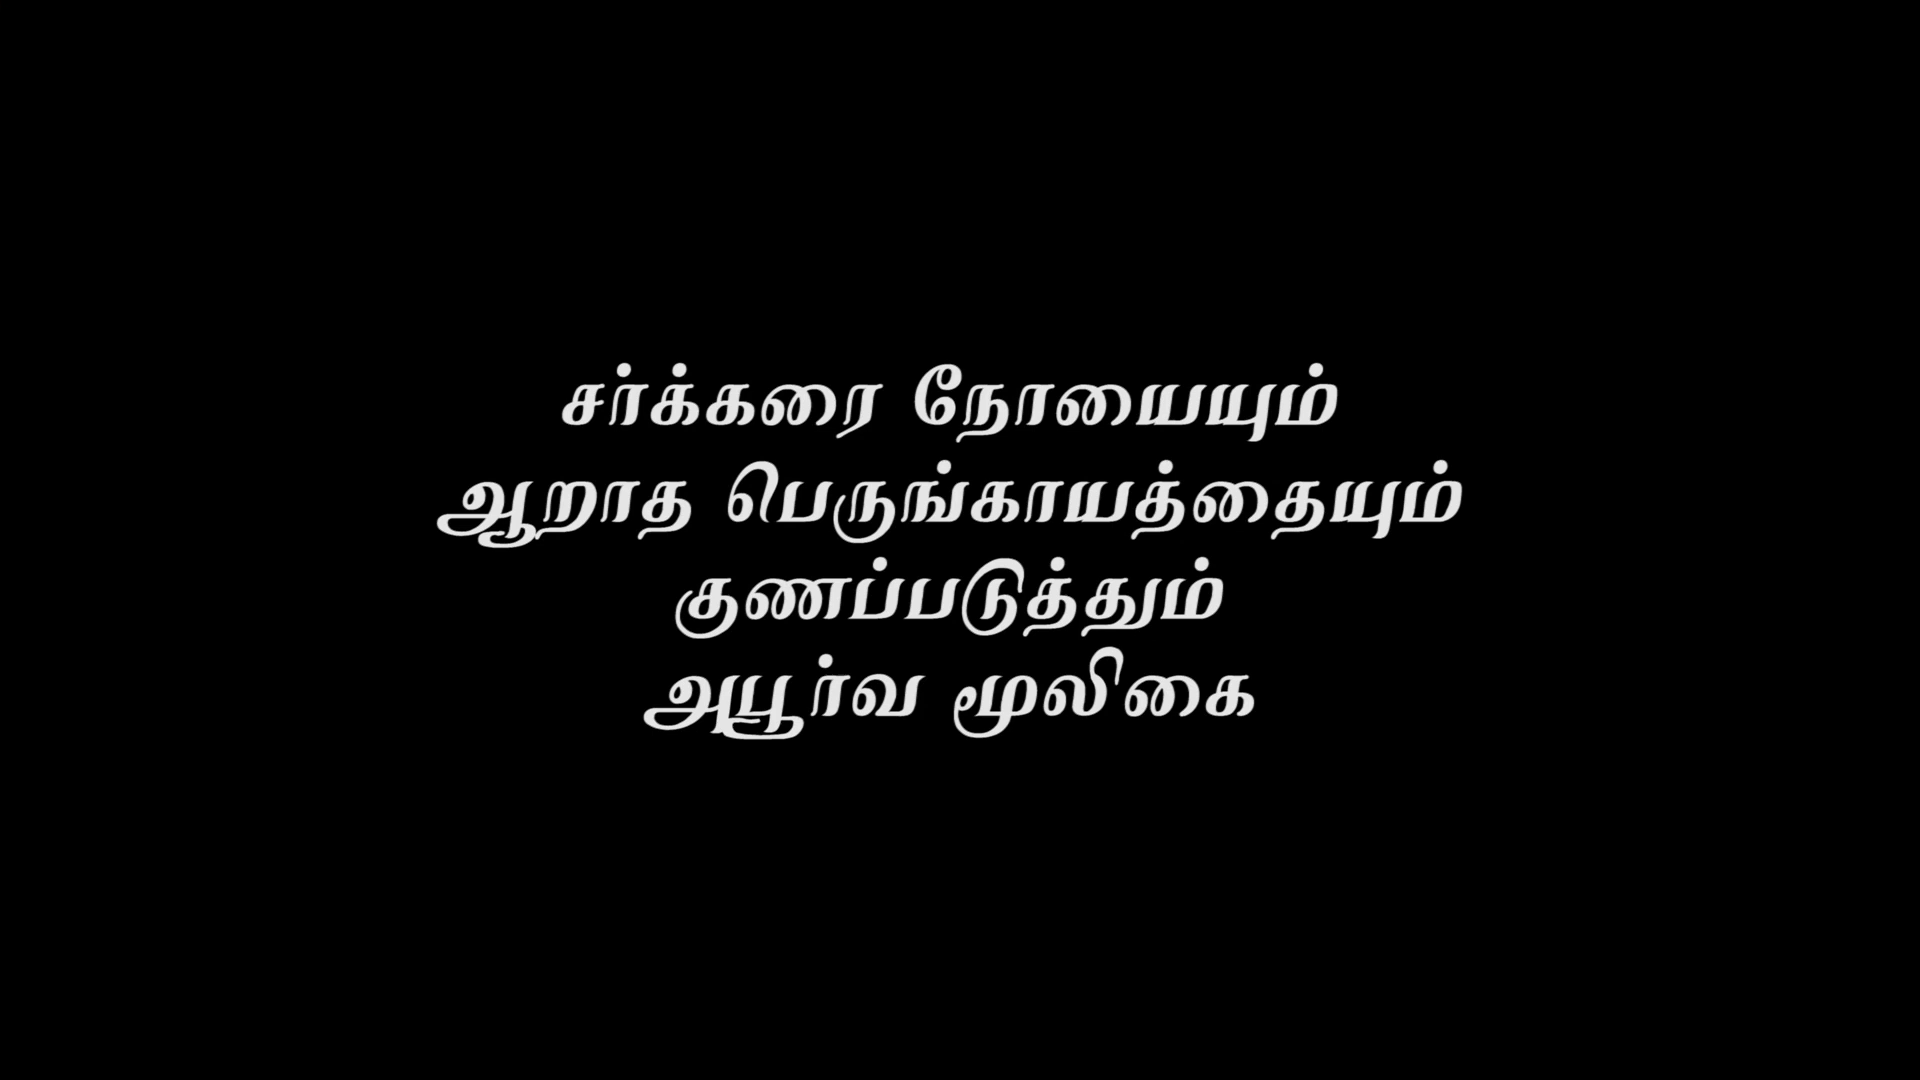 சர்க்கரை நோயையும்
ஆறாத பெருங்காயத்தையும்
குணப்படுத்தும்
அபூர்வ மூலிகை